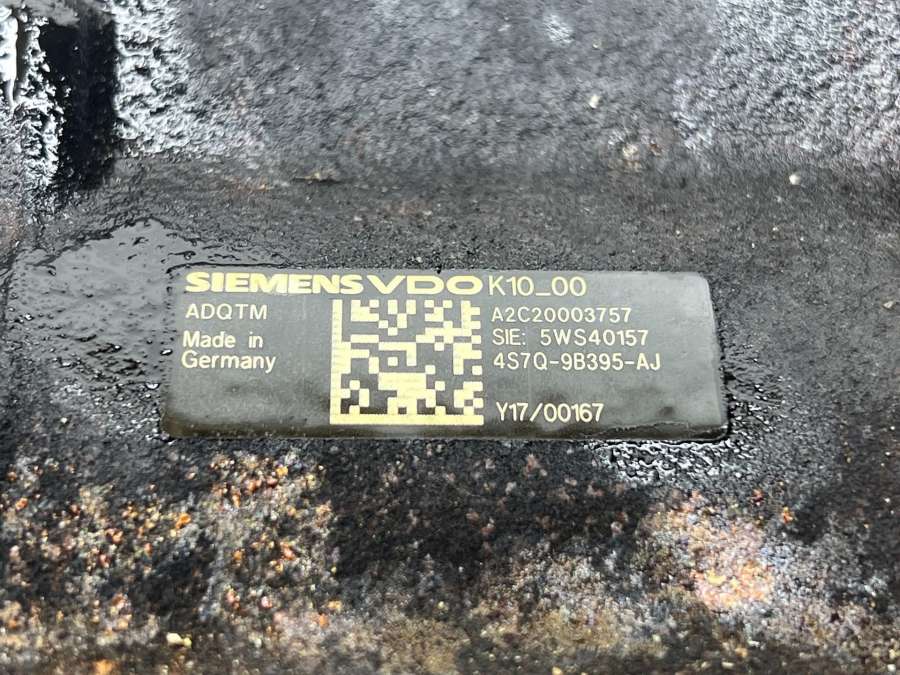 SIEMENS VDO K10_00
ADQTM
Made in
Germany
A2C20003757
SIE: 5WS40157
4S7Q-9B395-AJ
Y17/00167